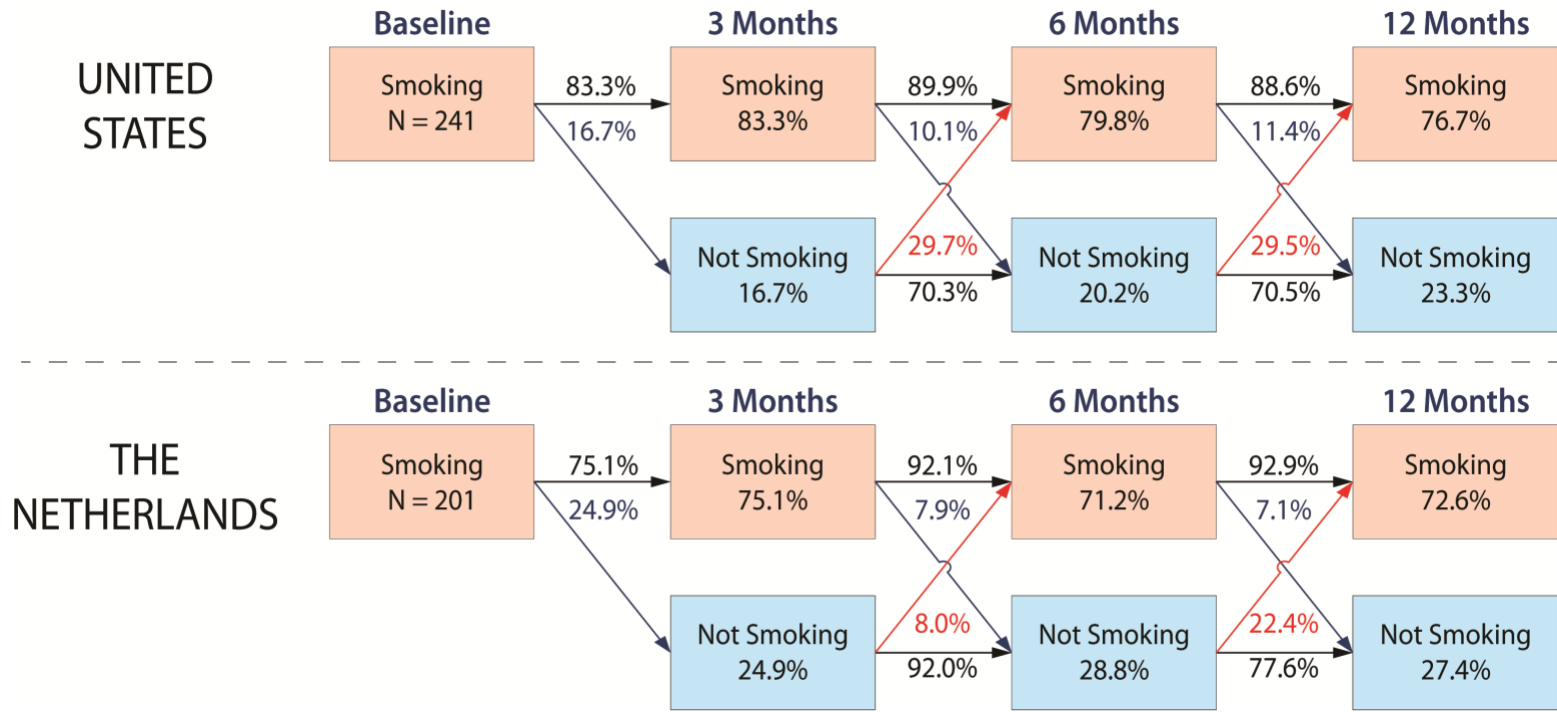 UNITED
STATES
Baseline
3 Months
6 Months
12 Months
Smoking
N = 241
83.3%
16.7%
Smoking
83.3%
89.9%
10.1%
Smoking
79.8%
88.6%
11.4%
Smoking
76.7%
Not Smoking
16.7%
29.7%
70.3%
Not Smoking
20.2%
29.5%
70.5%
Not Smoking
23.3%
THE
NETHERLANDS
Baseline
3 Months
6 Months
12 Months
Smoking
N = 201
75.1%
24.9%
Smoking
75.1%
92.1%
7.9%
Smoking
71.2%
92.9%
7.1%
Smoking
72.6%
Not Smoking
24.9%
8.0%
92.0%
Not Smoking
28.8%
22.4%
77.6%
Not Smoking
27.4%